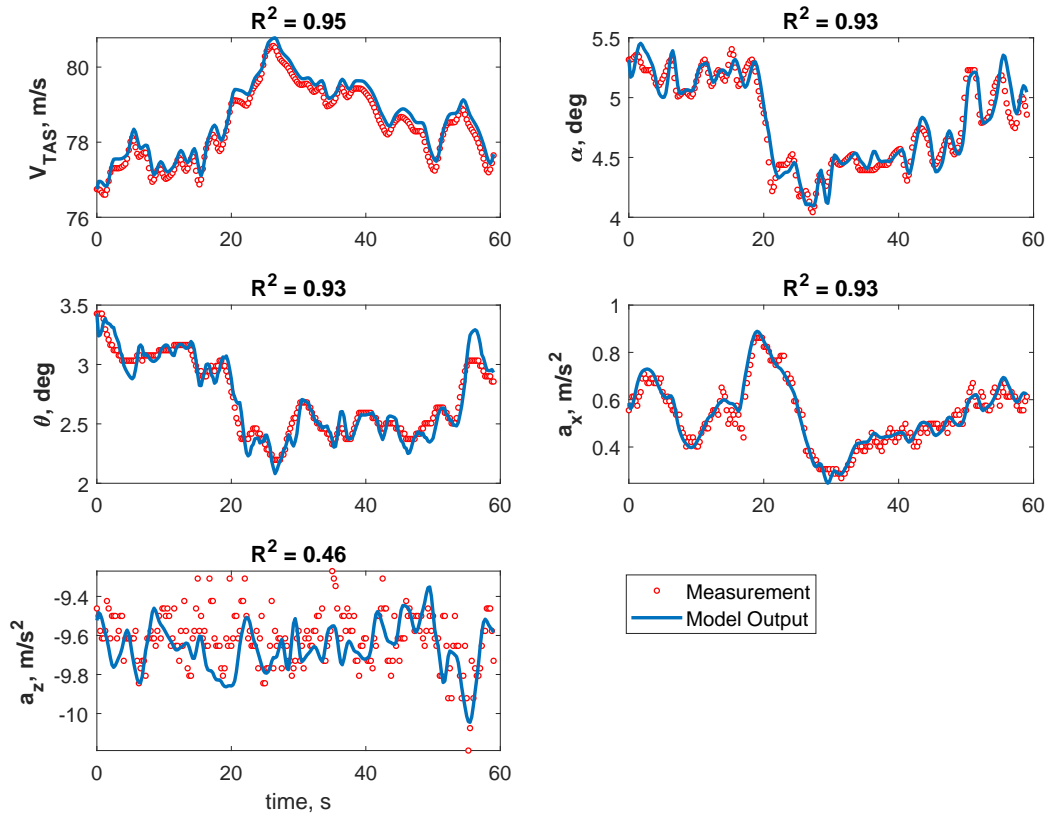 R² = 0.95
80
78
76
V_TAS, m/s
0 20 40 60
R² = 0.93
5.5
5
4.5
4
α, deg
0 20 40 60
R² = 0.93
3.5
3
2.5
2
θ, deg
0 20 40 60
R² = 0.93
1
0.8
0.6
0.4
a_x, m/s²
0 20 40 60
R² = 0.46
-9.4
-9.6
-9.8
-10
a_z, m/s²
0 20 40 60
time, s
Measurement
Model Output